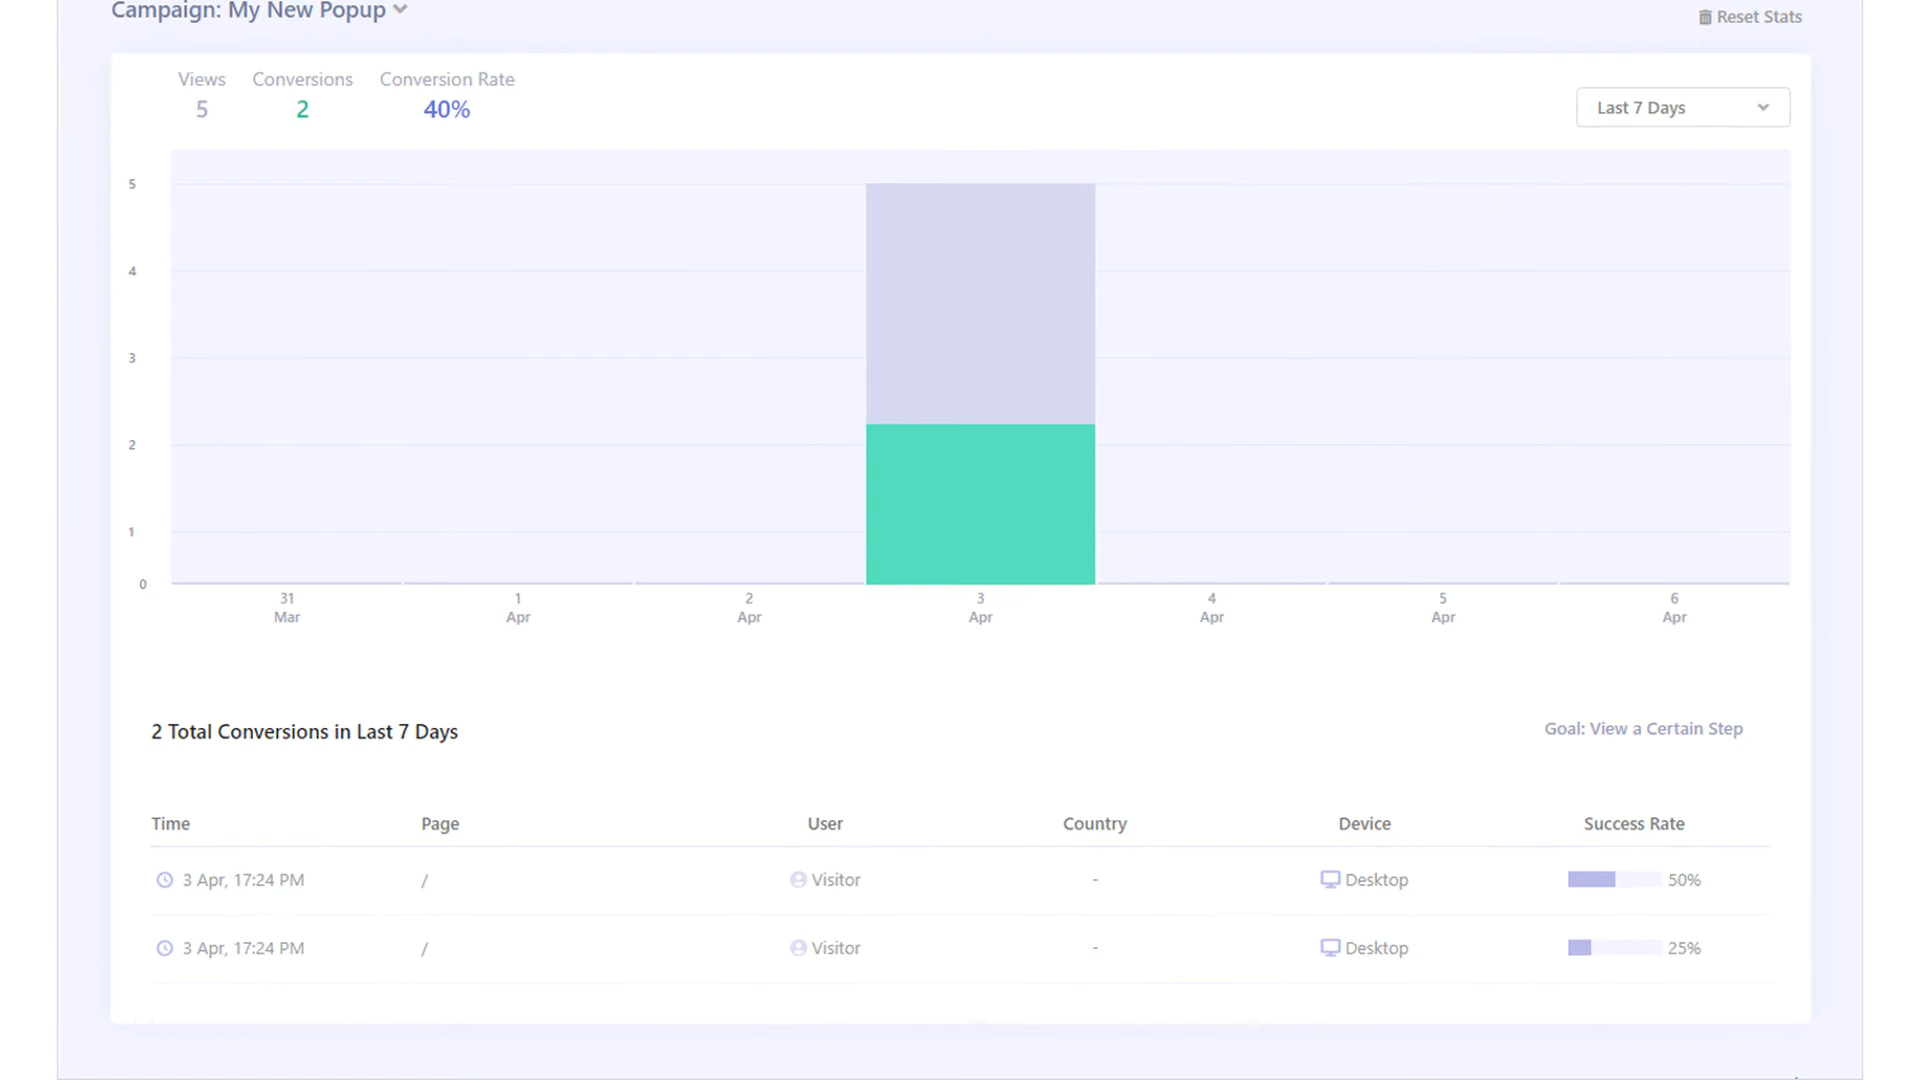 Campaign: My New Popup
Reset Stats
Views Conversions Conversion Rate
5 2 40%
Last 7 Days
5
4
3
2
1
0
31 1 2 3 4 5 6
Mar Apr Apr Apr Apr Apr Apr
2 Total Conversions in Last 7 Days
Goal: View a Certain Step
Time Page User Country Device Success Rate
3 Apr, 17:24 PM / Visitor - Desktop 50%
3 Apr, 17:24 PM / Visitor - Desktop 25%